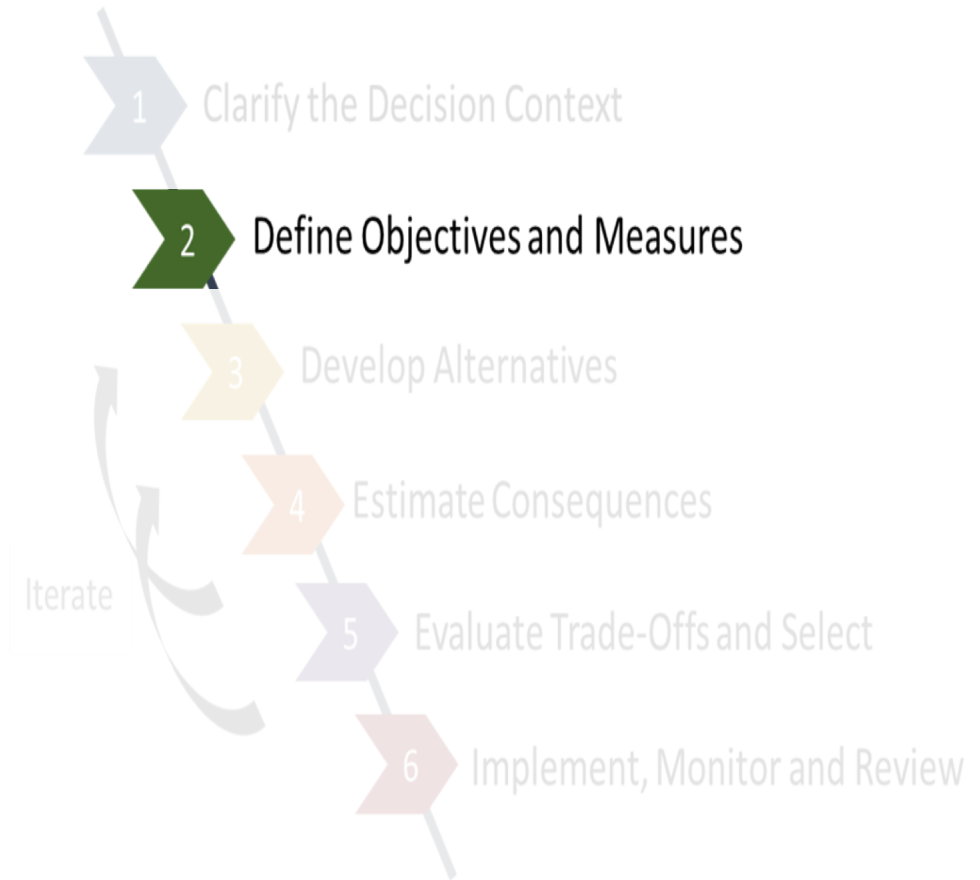 1 Clarify the Decision Context
2 Define Objectives and Measures
3 Develop Alternatives
4 Estimate Consequences
Iterate
5 Evaluate Trade-Offs and Select
6 Implement, Monitor and Review